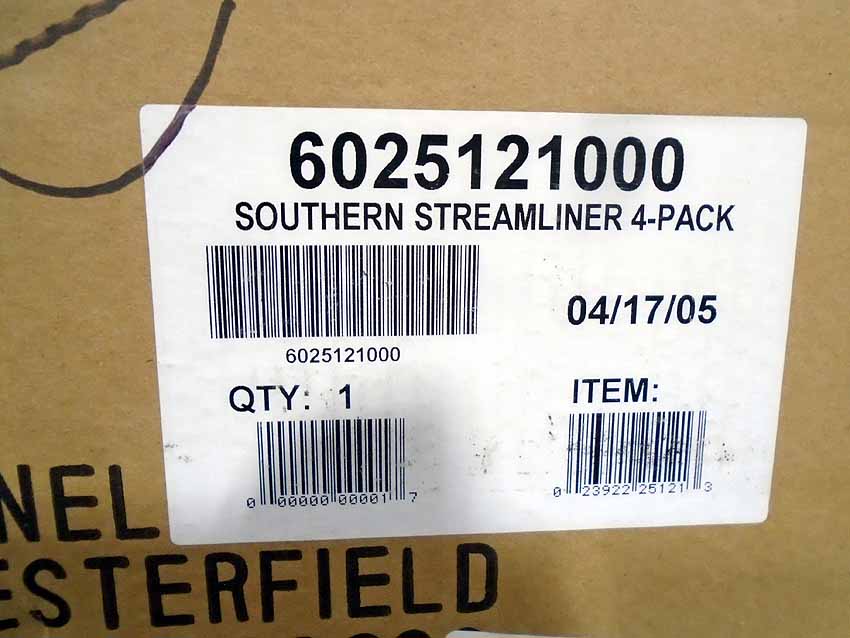 6025121000
SOUTHERN STREAMLINER 4-PACK
04/17/05
6025121000
QTY: 1
ITEM:
0 00000 00001 7
0 23922 25121 3
NEL
ESTERFIELD